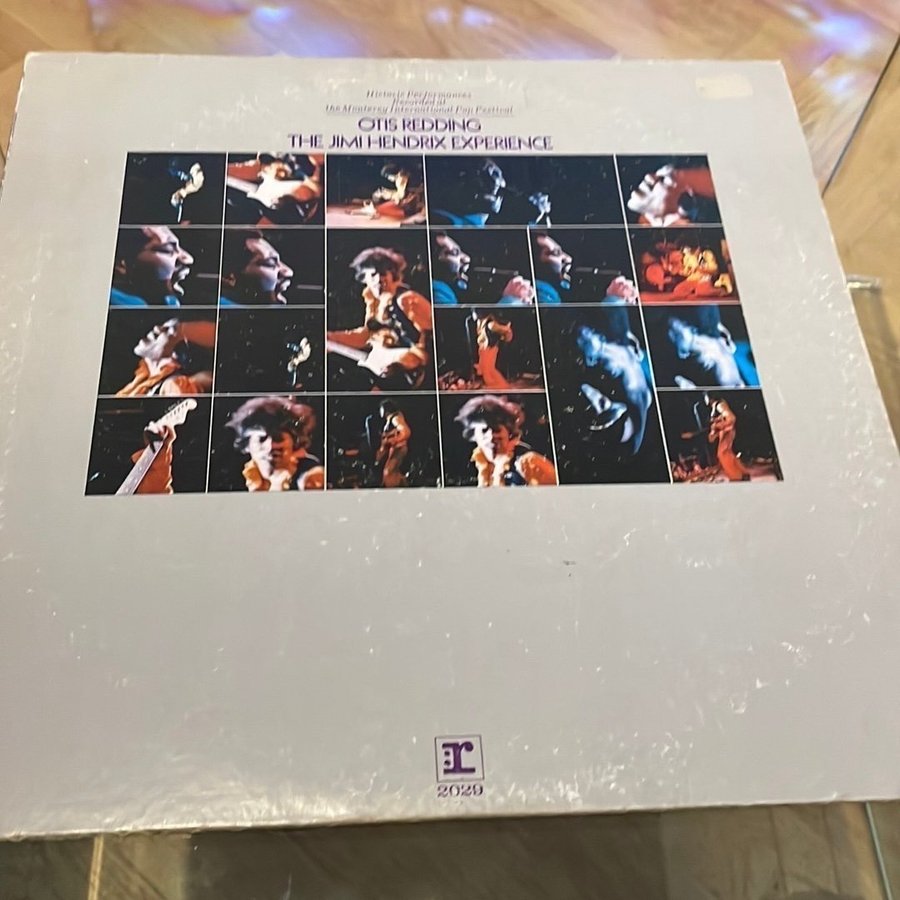 Historic Performances
Recorded at
the Monterey International Pop Festival
OTIS REDDING
THE JIMI HENDRIX EXPERIENCE
:r
2029